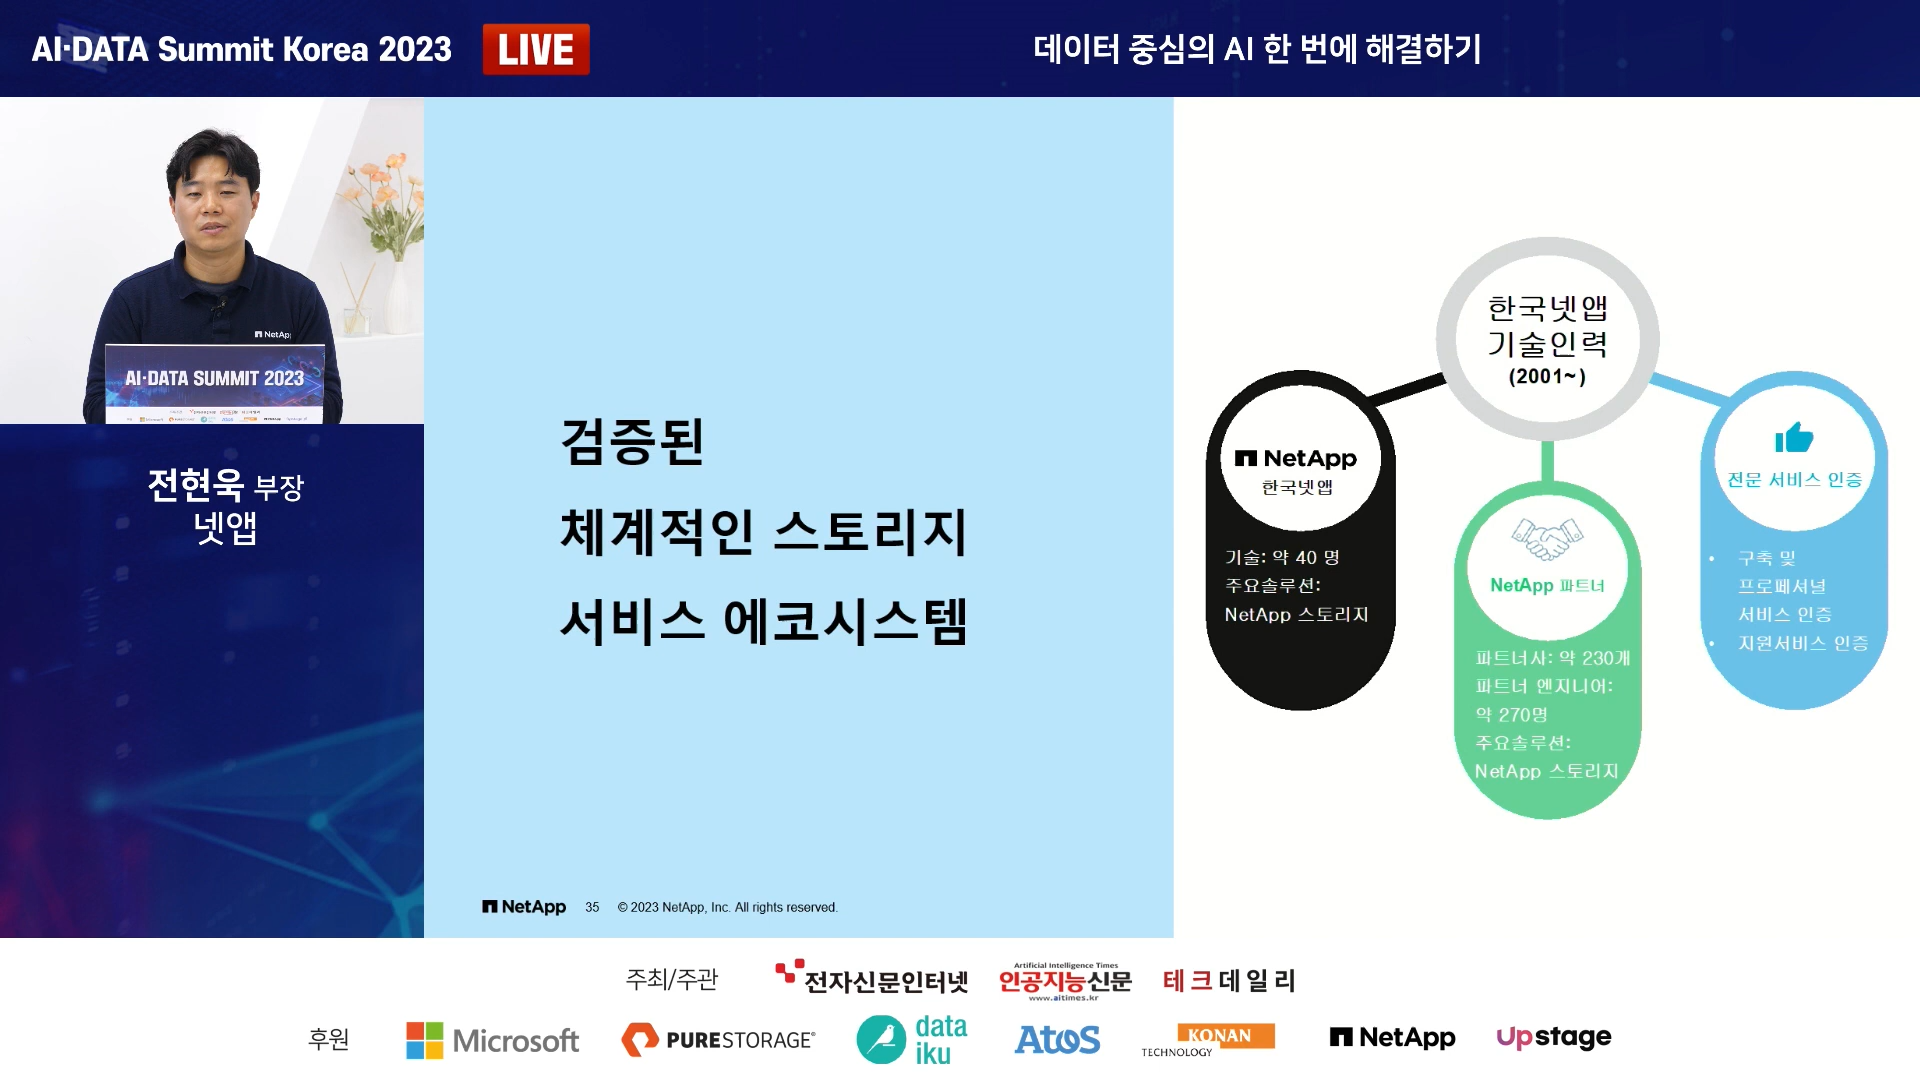 AI·DATA Summit Korea 2023
LIVE
데이터 중심의 AI 한 번에 해결하기
NetApp
AI·DATA SUMMIT 2023
전현욱 부장
넷앱
검증된
체계적인 스토리지
서비스 에코시스템
NetApp 35 © 2023 NetApp, Inc. All rights reserved.
한국넷앱
기술인력
(2001~)
NetApp
한국넷앱
기술: 약 40 명
주요솔루션:
NetApp 스토리지
NetApp 파트너
파트너사: 약 230개
파트너 엔지니어:
약 270명
주요솔루션:
NetApp 스토리지
전문 서비스 인증
• 구축 및
프로페셔널
서비스 인증
• 지원서비스 인증
주최/주관
전자신문인터넷
Artificial Intelligence Times
인공지능신문
www.aitimes.kr
테크데일리
후원
Microsoft
PURESTORAGE®
data
iku
Atos
KONAN
TECHNOLOGY
NetApp
Upstage